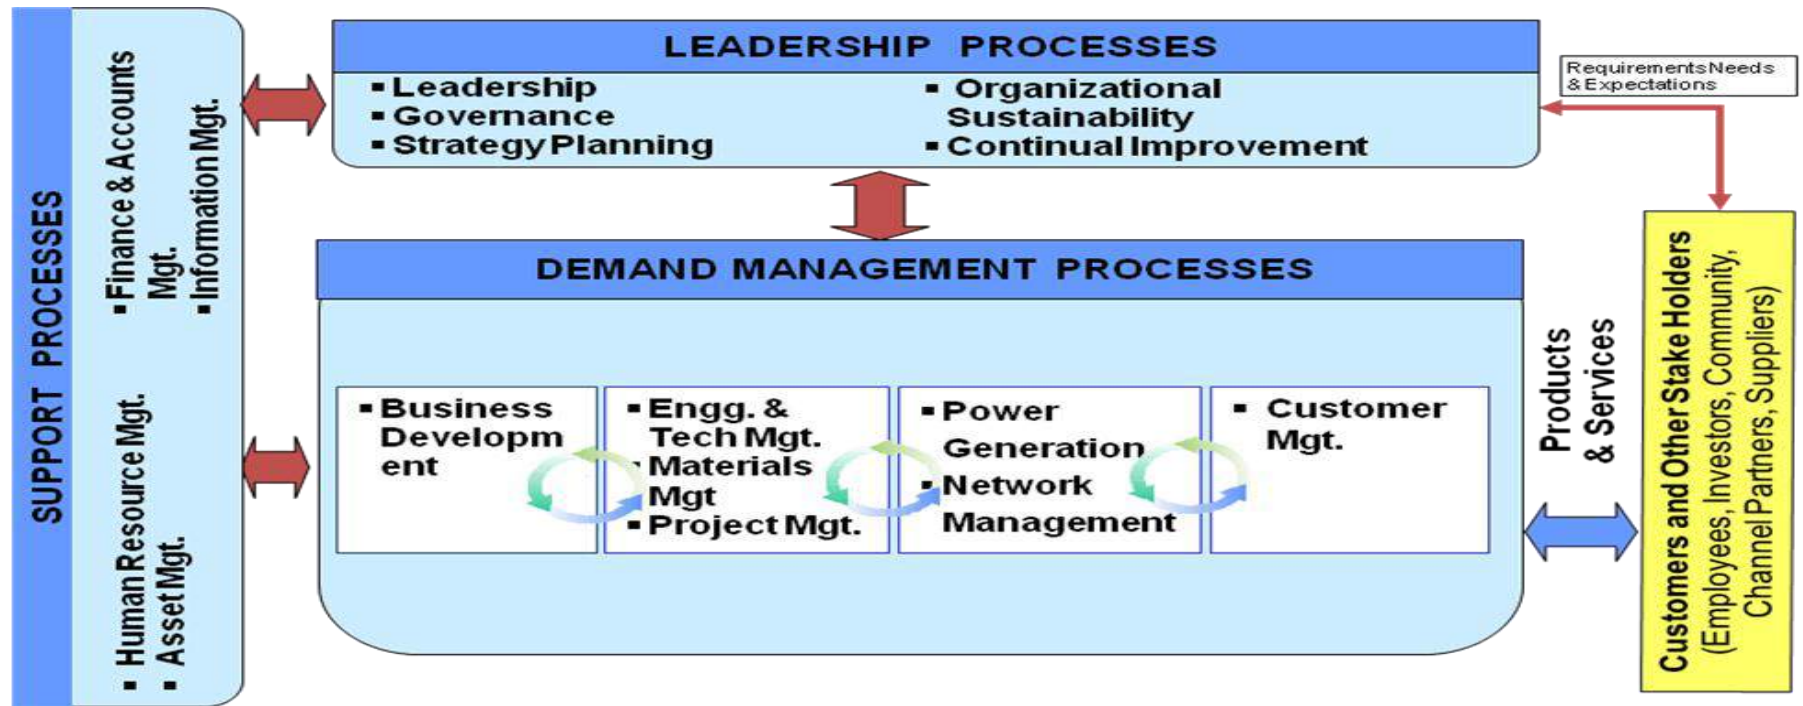 SUPPORT PROCESSES
▪Finance & Accounts
Mgt.
▪Information Mgt.
▪ Human Resource Mgt.
▪ Asset Mgt.
LEADERSHIP PROCESSES
▪Leadership
▪Governance
▪Strategy Planning
▪ Organizational
Sustainability
▪Continual Improvement
Requirements Needs
& Expectations
DEMAND MANAGEMENT PROCESSES
▪Business
Developm
ent
▪Engg. &
Tech Mgt.
▪Materials
Mgt
▪Project Mgt.
▪Power
Generation
▪Network
Management
▪ Customer
Mgt.
Products
& Services
Customers and Other Stake Holders
(Employees, Investors, Community,
Channel Partners, Suppliers)